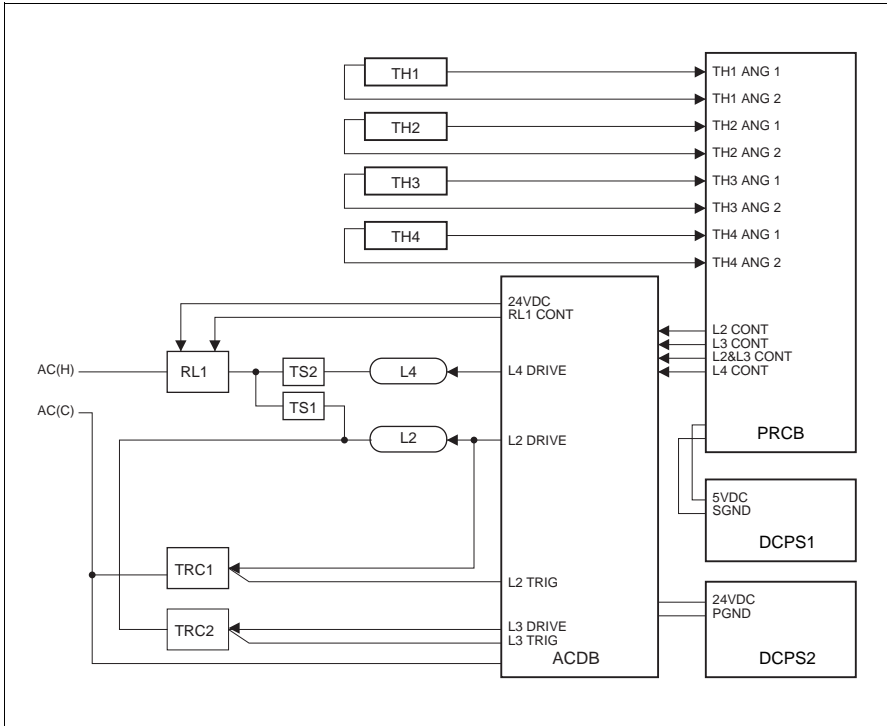 TH1
TH1 ANG 1
TH1 ANG 2
TH2
TH2 ANG 1
TH2 ANG 2
TH3
TH3 ANG 1
TH3 ANG 2
TH4
TH4 ANG 1
TH4 ANG 2
24VDC
RL1 CONT
L2 CONT
L3 CONT
L2&L3 CONT
L4 CONT
AC(H)
RL1
TS2
L4
L4 DRIVE
AC(C)
TS1
L2
L2 DRIVE
PRCB
5VDC
SGND
DCPS1
TRC1
L2 TRIG
24VDC
PGND
TRC2
L3 DRIVE
L3 TRIG
ACDB
DCPS2